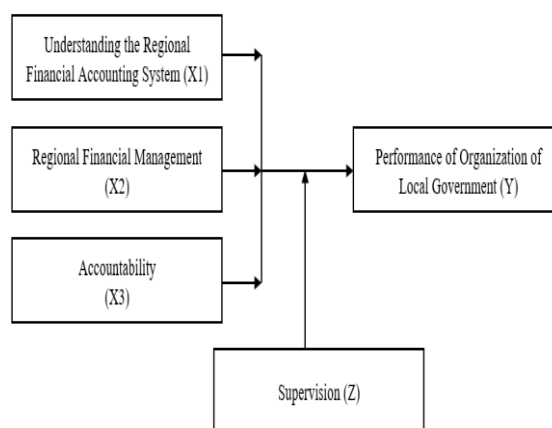 Understanding the Regional
Financial Accounting System (X1)
Regional Financial Management
(X2)
Accountability
(X3)
Performance of Organization of
Local Government (Y)
Supervision (Z)